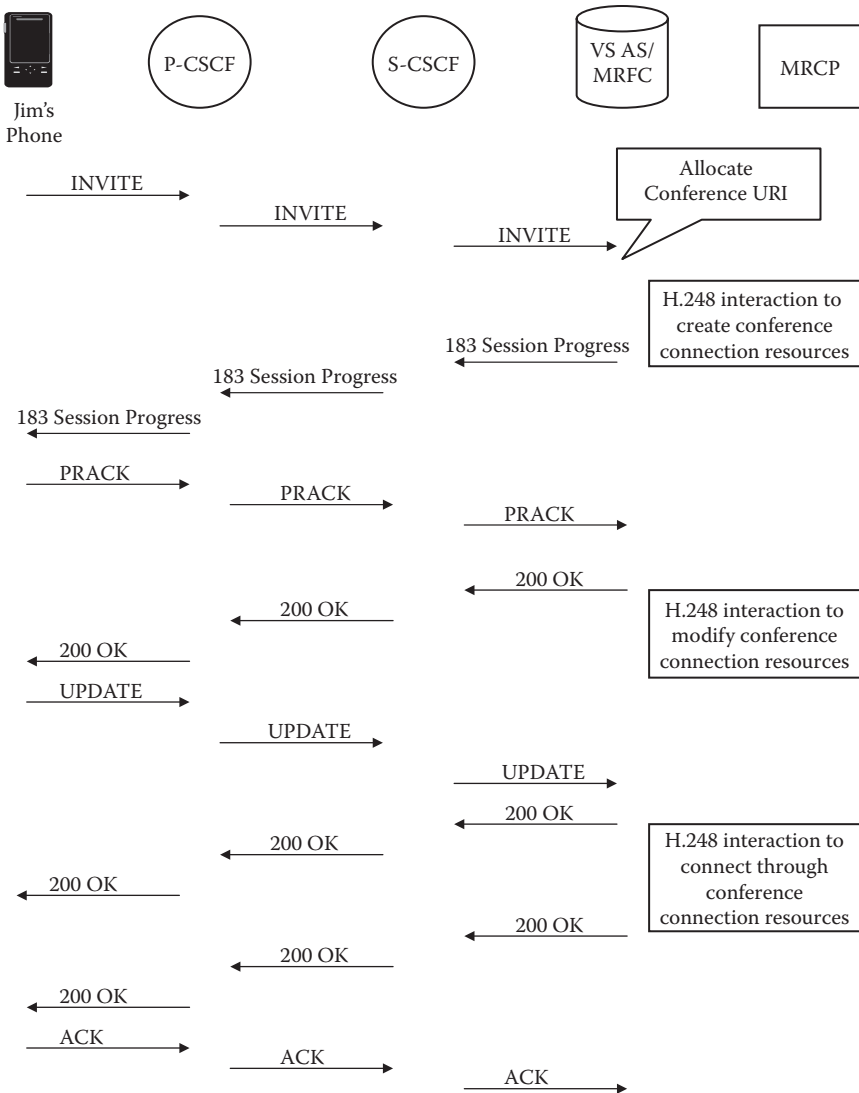 P-CSCF
S-CSCF
VS AS/
MRFC
MRCP
Jim's
Phone
INVITE
INVITE
INVITE
Allocate
Conference URI
H.248 interaction to
create conference
connection resources
183 Session Progress
183 Session Progress
183 Session Progress
PRACK
PRACK
PRACK
200 OK
200 OK
200 OK
H.248 interaction to
modify conference
connection resources
UPDATE
UPDATE
UPDATE
200 OK
200 OK
200 OK
H.248 interaction to
connect through
conference
connection resources
200 OK
200 OK
200 OK
ACK
ACK
ACK